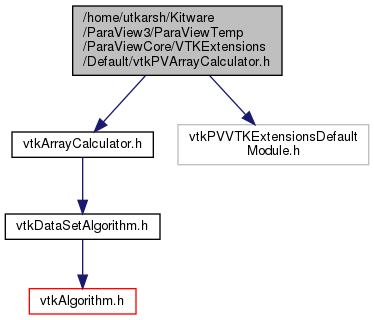 /home/utkarsh/Kitware
/ParaView3/ParaViewTemp
/ParaViewCore/VTKExtensions
/Default/vtkPVArrayCalculator.h
vtkArrayCalculator.h
vtkPVVTKExtensionsDefault
Module.h
vtkDataSetAlgorithm.h
vtkAlgorithm.h